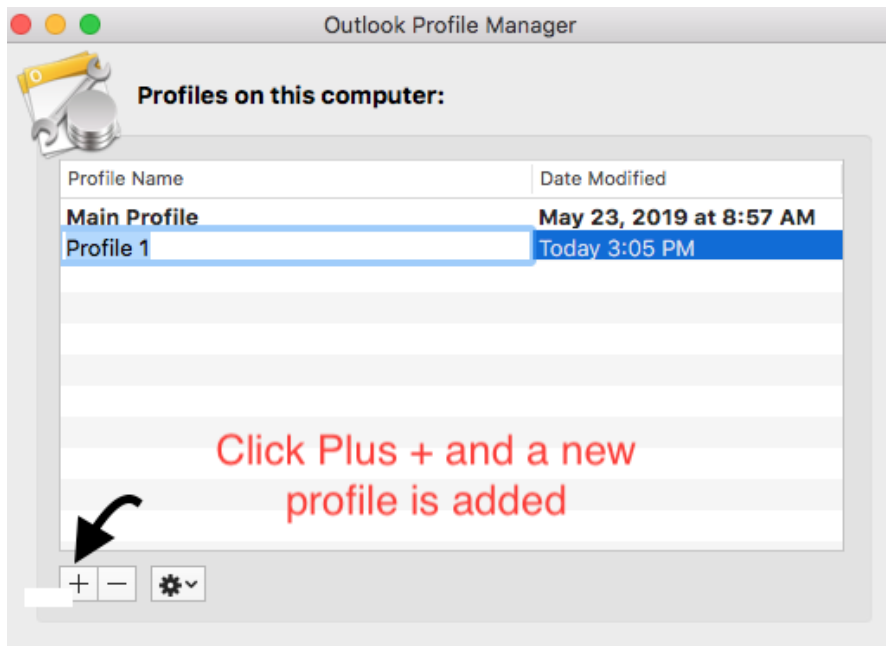 Outlook Profile Manager
Profiles on this computer:
Profile Name Date Modified
Main Profile May 23, 2019 at 8:57 AM
Profile 1 Today 3:05 PM
Click Plus + and a new
profile is added